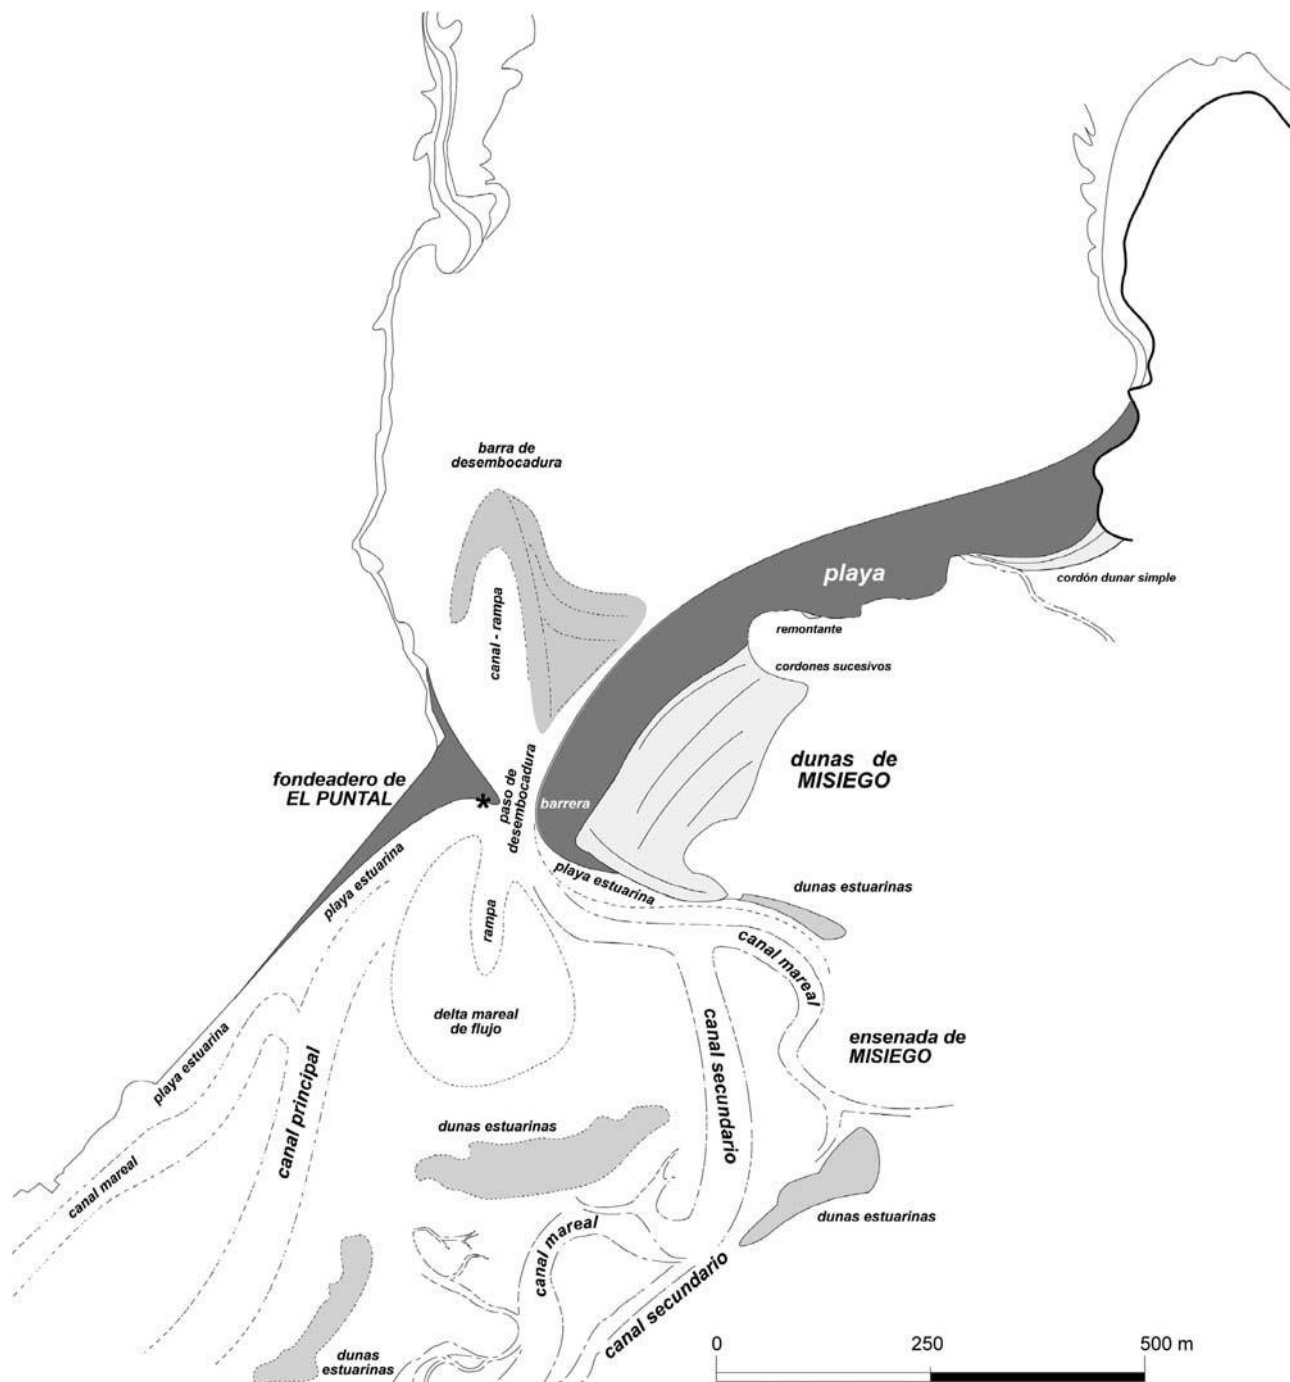 barra de
desembocadura
playa
cordón dunar simple
canal - rampa
remontante
cordones sucesivos
dunas de
MISIEGO
fondeadero de
EL PUNTAL
*
paso de
desembocadura
barrera
playa estuarina
playa estuarina
dunas estuarinas
rampa
canal mareal
delta mareal
de flujo
ensenada de
MISIEGO
playa estuarina
canal principal
canal secundario
dunas estuarinas
canal mareal
dunas estuarinas
canal mareal
canal secundario
dunas
estuarinas
0 250 500 m